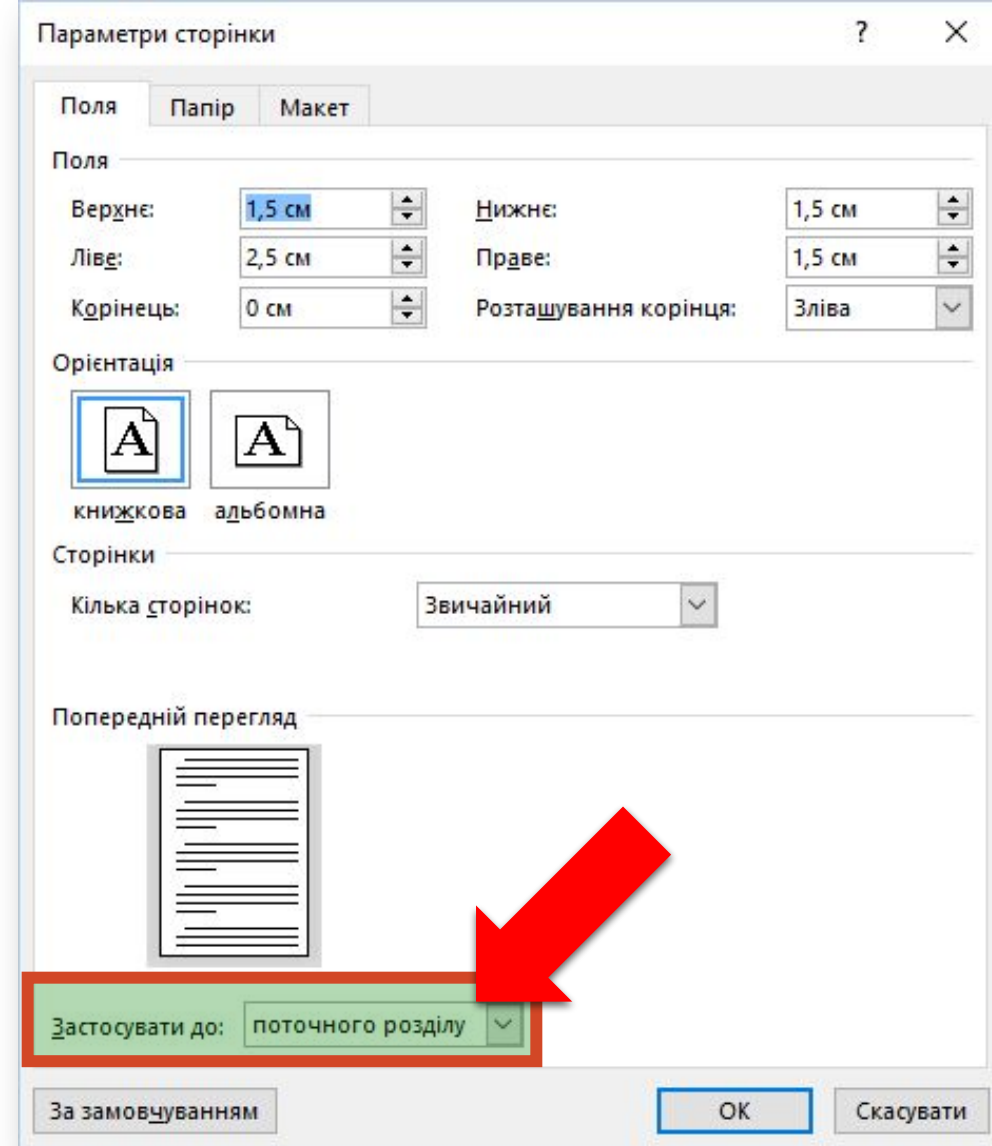 Параметри сторінки ?
Поля Папір Макет
Поля
Верхнє: 1,5 см Нижнє: 1,5 см
Ліве: 2,5 см Праве: 1,5 см
Корінець: 0 см Розташування корінця: Зліва
Орієнтація
A A
книжкова альбомна
Сторінки
Кілька сторінок: Звичайний
Попередній перегляд
Застосувати до: поточного розділу
За замовчуванням ОК Скасувати